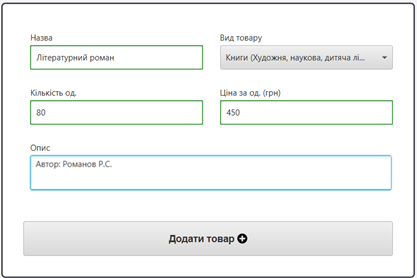 Назва
Вид товару
Літературний роман
Книги (Художня, наукова, дитяча лі...
Кількість од.
Ціна за од. (грн)
80
450
Опис
Автор: Романов Р.С.
Додати товар